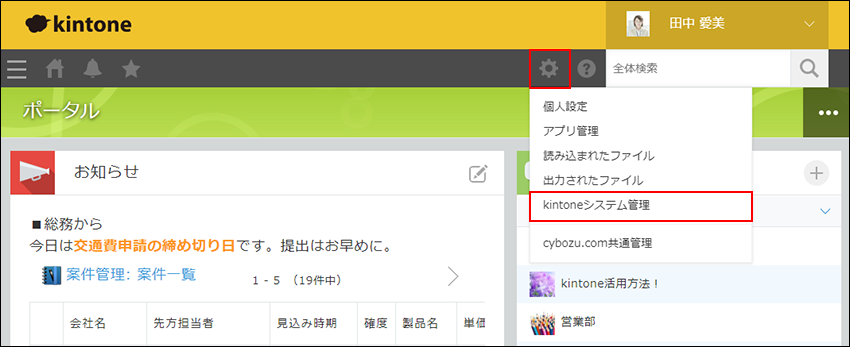 kintone
田中 愛美
全体検索
ポータル
個人設定
アプリ管理
読み込まれたファイル
出力されたファイル
kintoneシステム管理
cybozu.com共通管理
お知らせ
■総務から
今日は交通費申請の締め切り日です。提出はお早めに。
案件管理: 案件一覧 1 - 5 (19件中)
会社名 先方担当者 見込み時期 確度 製品名 単価
kintone活用方法！
営業部